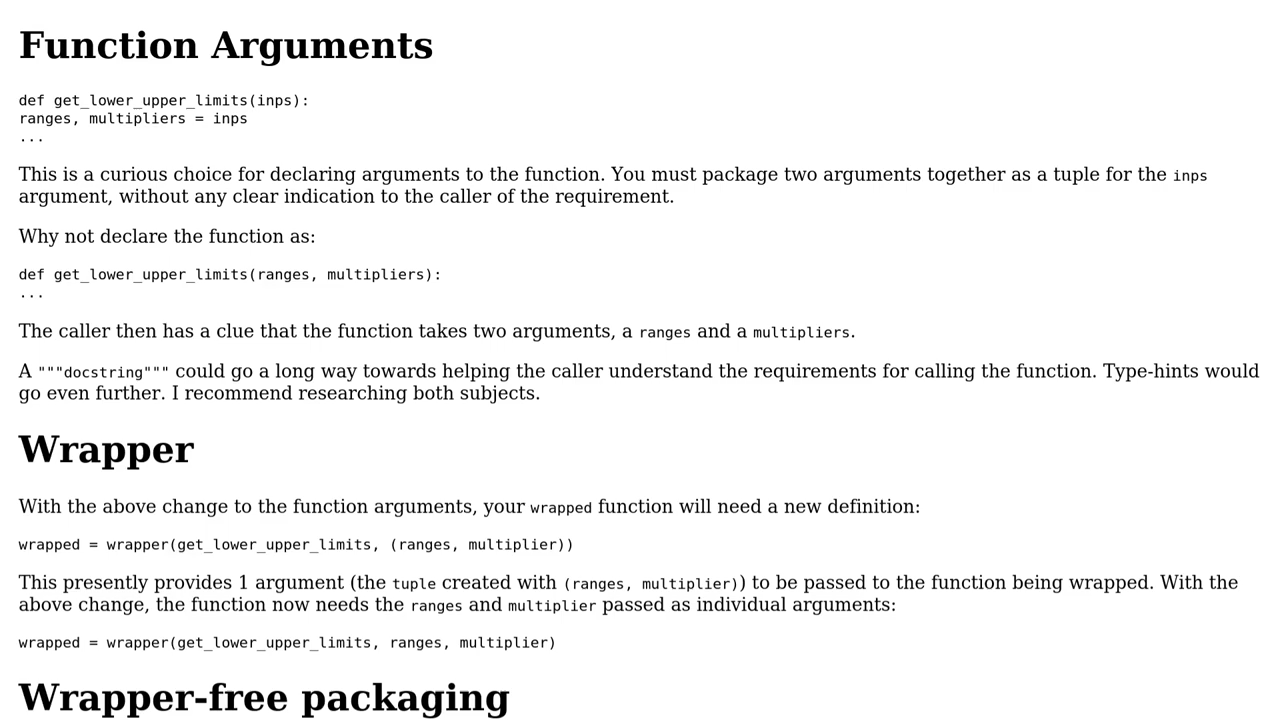 Function Arguments
def get_lower_upper_limits(inps):
ranges, multipliers = inps
...
This is a curious choice for declaring arguments to the function. You must package two arguments together as a tuple for the inps
argument, without any clear indication to the caller of the requirement.
Why not declare the function as:
def get_lower_upper_limits(ranges, multipliers):
...
The caller then has a clue that the function takes two arguments, a ranges and a multipliers.
A """docstring""" could go a long way towards helping the caller understand the requirements for calling the function. Type-hints would
go even further. I recommend researching both subjects.
Wrapper
With the above change to the function arguments, your wrapped function will need a new definition:
wrapped = wrapper(get_lower_upper_limits, (ranges, multiplier))
This presently provides 1 argument (the tuple created with (ranges, multiplier)) to be passed to the function being wrapped. With the
above change, the function now needs the ranges and multiplier passed as individual arguments:
wrapped = wrapper(get_lower_upper_limits, ranges, multiplier)
Wrapper-free packaging